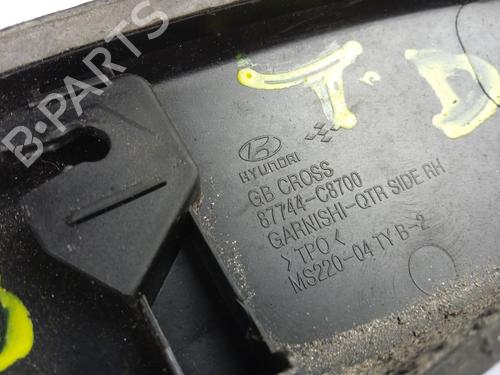 B-PARTS
T.D
HYUNDAI
GB CROSS
87744-C8700
GARNISHI-QTR SIDE RH
>TPO<
MS220-04 TY B-2